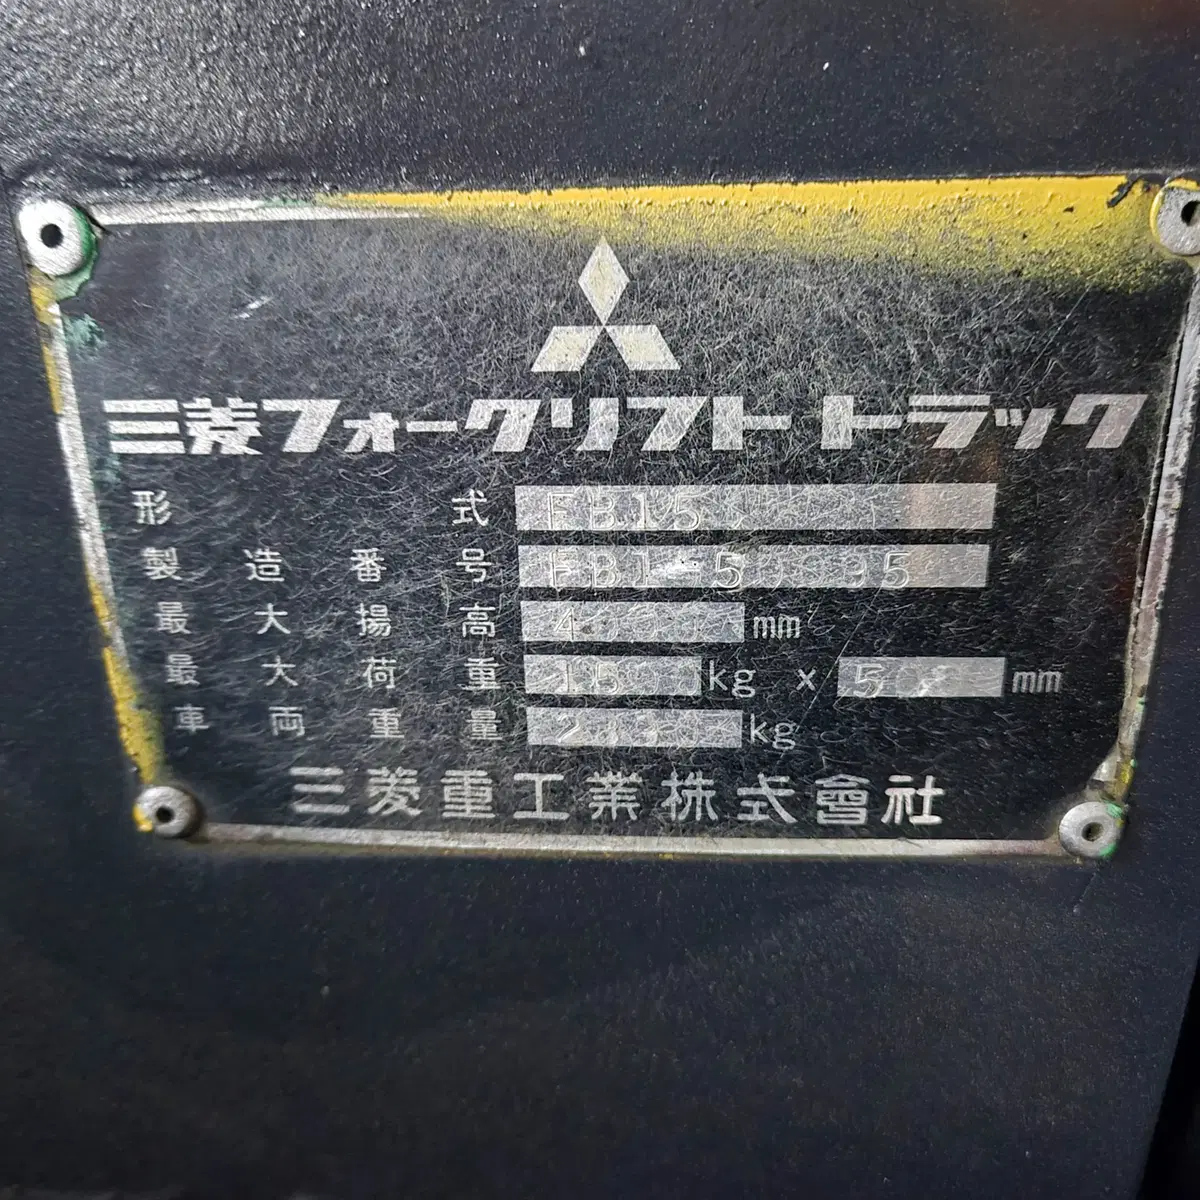 三菱フォークリフト トラック
形式 FB15
製造番号
最大揚高 mm
最大荷重 kg x mm
車両重量 kg
三菱重工業株式會社